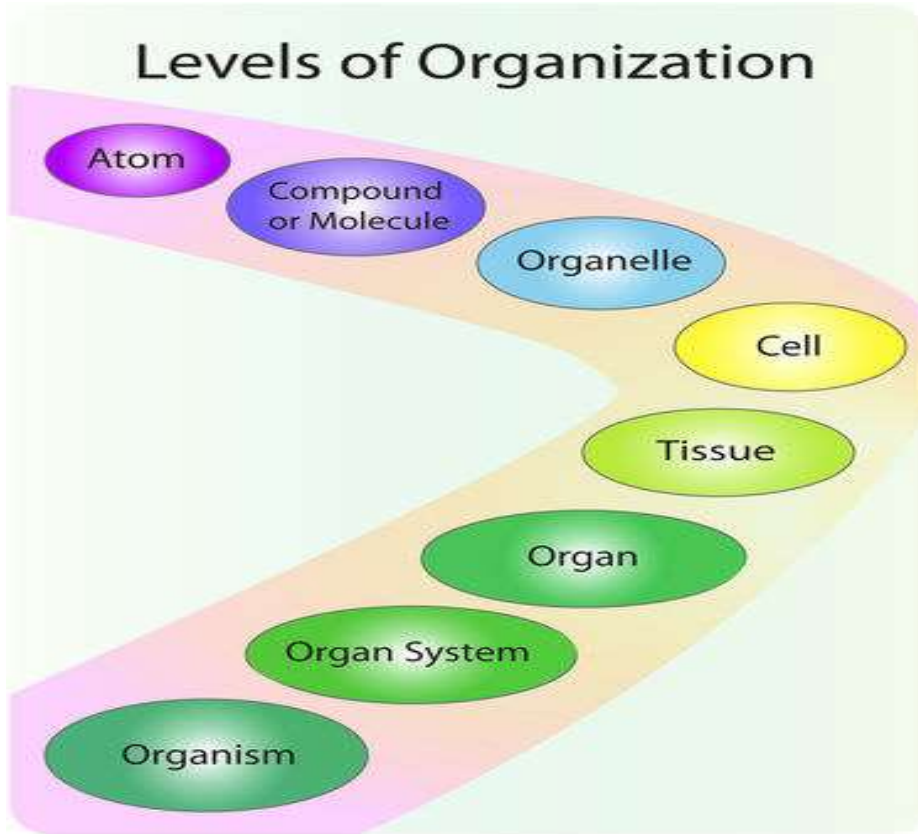 Levels of Organization
Atom
Compound
or Molecule
Organelle
Cell
Tissue
Organ
Organ System
Organism